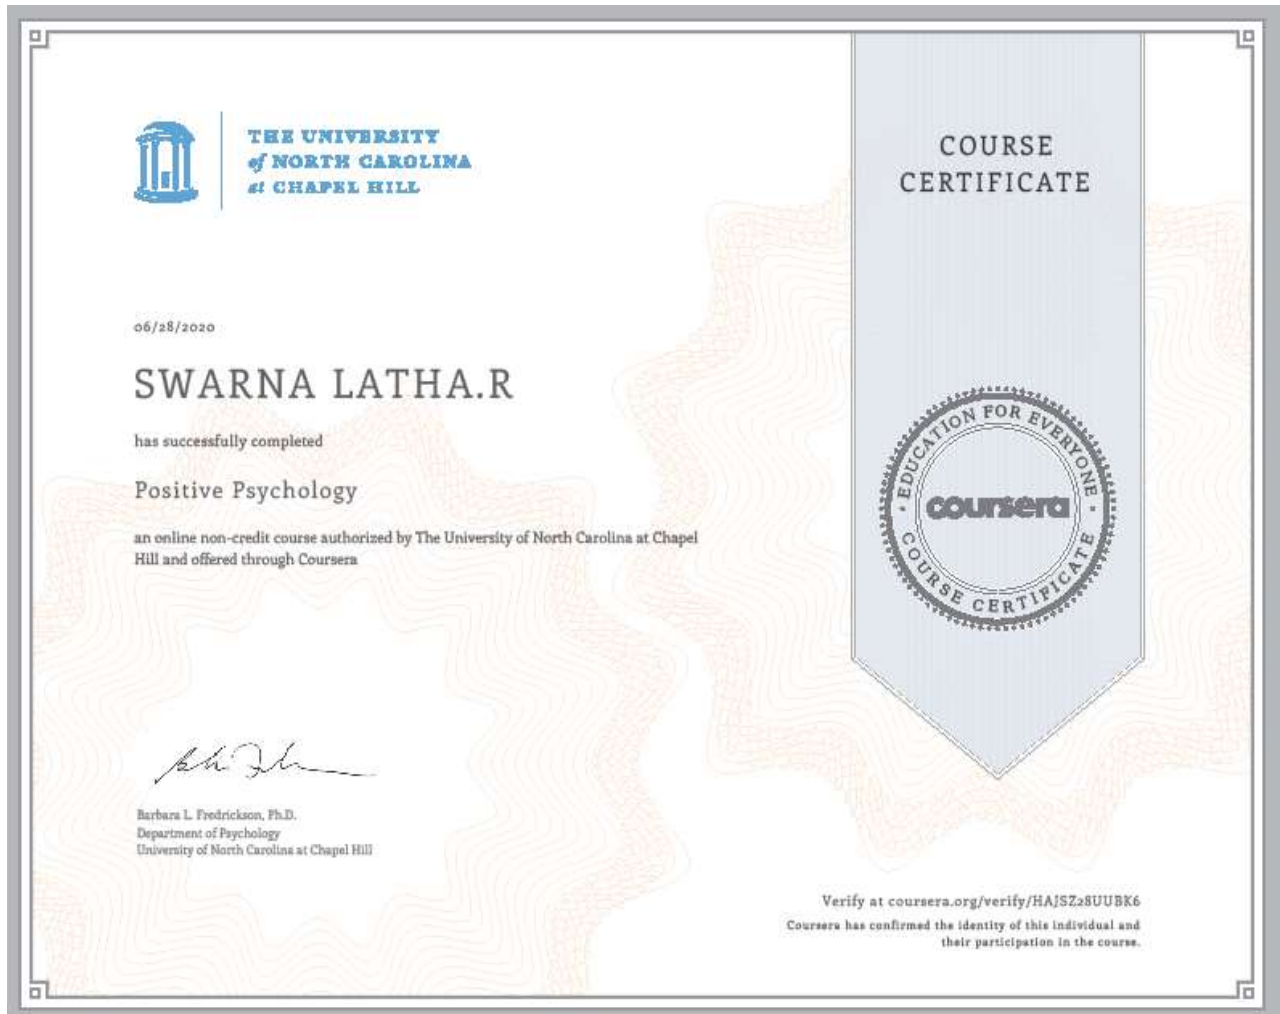 THE UNIVERSITY
of NORTH CAROLINA
at CHAPEL HILL
COURSE
CERTIFICATE
06/28/2020
SWARNA LATHA.R
has successfully completed
Positive Psychology
an online non-credit course authorized by The University of North Carolina at Chapel
Hill and offered through Coursera
EDUCATION FOR EVERYONE
coursera
COURSE CERTIFICATE
Barbara L. Fredrickson, Ph.D.
Department of Psychology
University of North Carolina at Chapel Hill
Verify at coursera.org/verify/HAJSZ28UUBK6
Coursera has confirmed the identity of this individual and
their participation in the course.